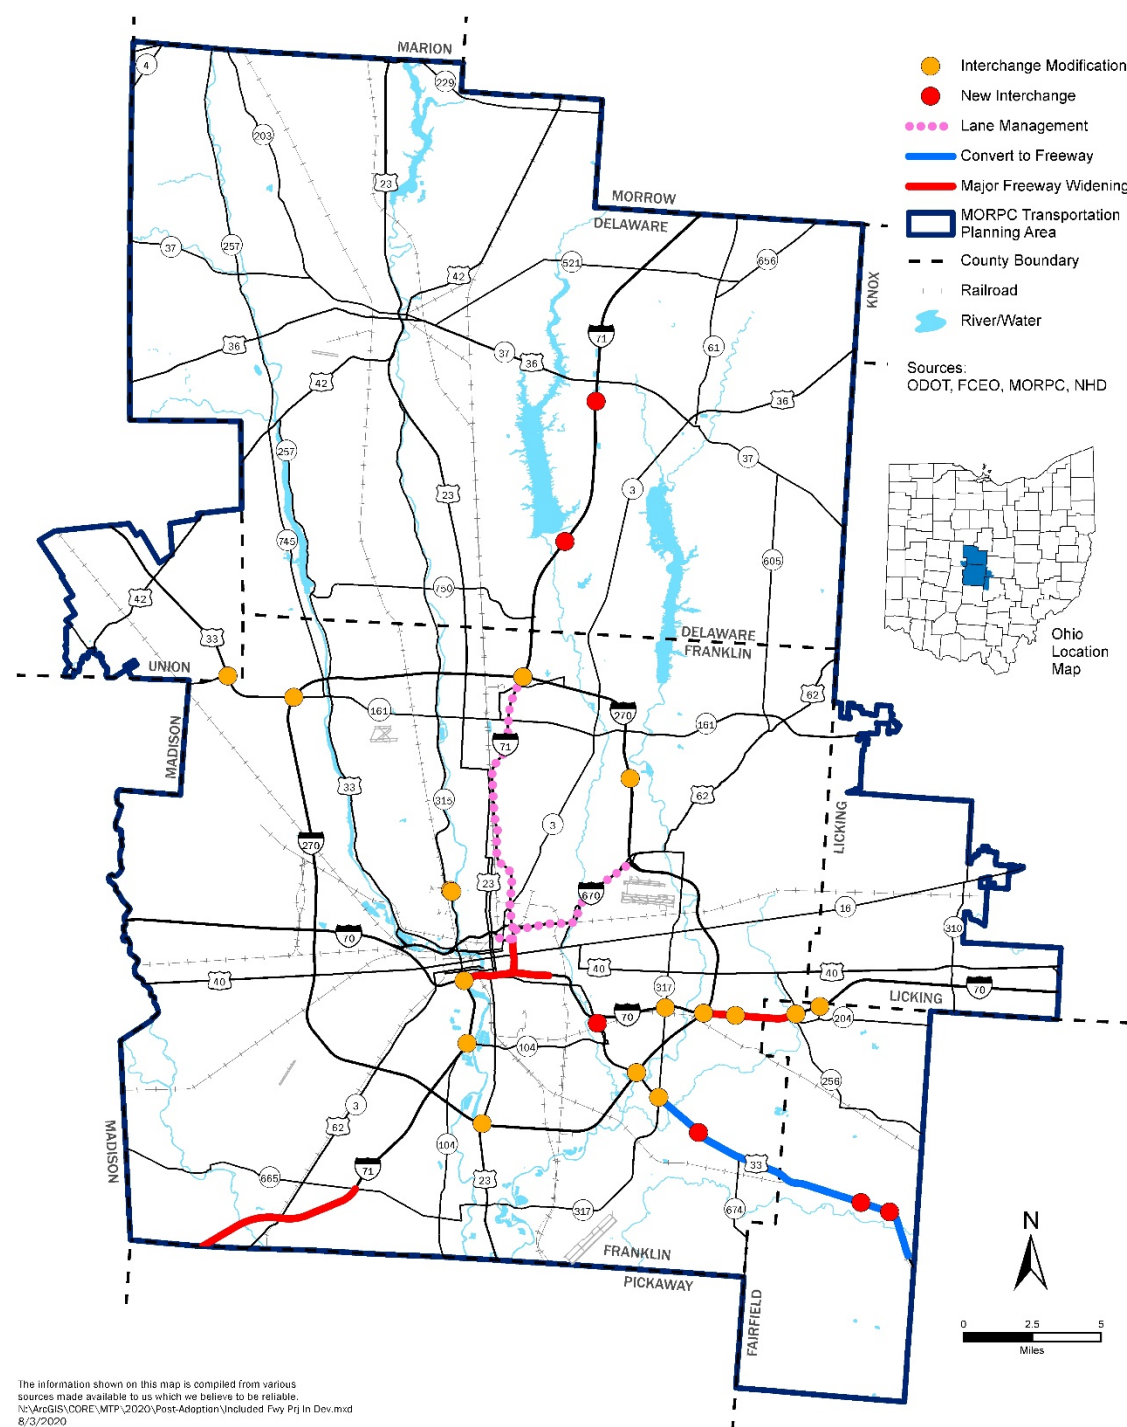 MARION
4
229
203
23
MORROW
DELAWARE
KNOX
37
257
42
521
656
71
36
37
36
61
42
36
257
23
3
37
745
605
42
750
33
DELAWARE
FRANKLIN
UNION
62
161
270
161
MADISON
71
33
315
62
3
270
LICKING
23
670
16
310
70
40
40
40
70
LICKING
317
70
204
104
256
3
62
104
MADISON
71
33
665
23
317
674
FRANKLIN
PICKAWAY
FAIRFIELD
Interchange Modification
New Interchange
Lane Management
Convert to Freeway
Major Freeway Widening
MORPC Transportation
Planning Area
County Boundary
Railroad
River/Water
Sources:
ODOT, FCEO, MORPC, NHD
Ohio
Location
Map
N
0 2.5 5
Miles
The information shown on this map is compiled from various
sources made available to us which we believe to be reliable.
N:\ArcGIS\CORE\MTP\2020\Post-Adoption\Included Fwy Prj In Dev.mxd
8/3/2020